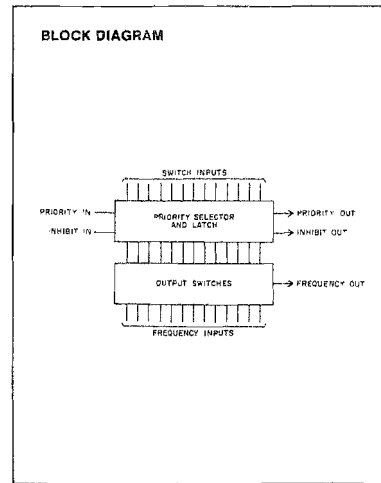 BLOCK DIAGRAM
SWITCH INPUTS
PRIORITY IN
PRIORITY SELECTOR
AND LATCH
PRIORITY OUT
INHIBIT IN
INHIBIT OUT
OUTPUT SWITCHES
FREQUENCY OUT
FREQUENCY INPUTS